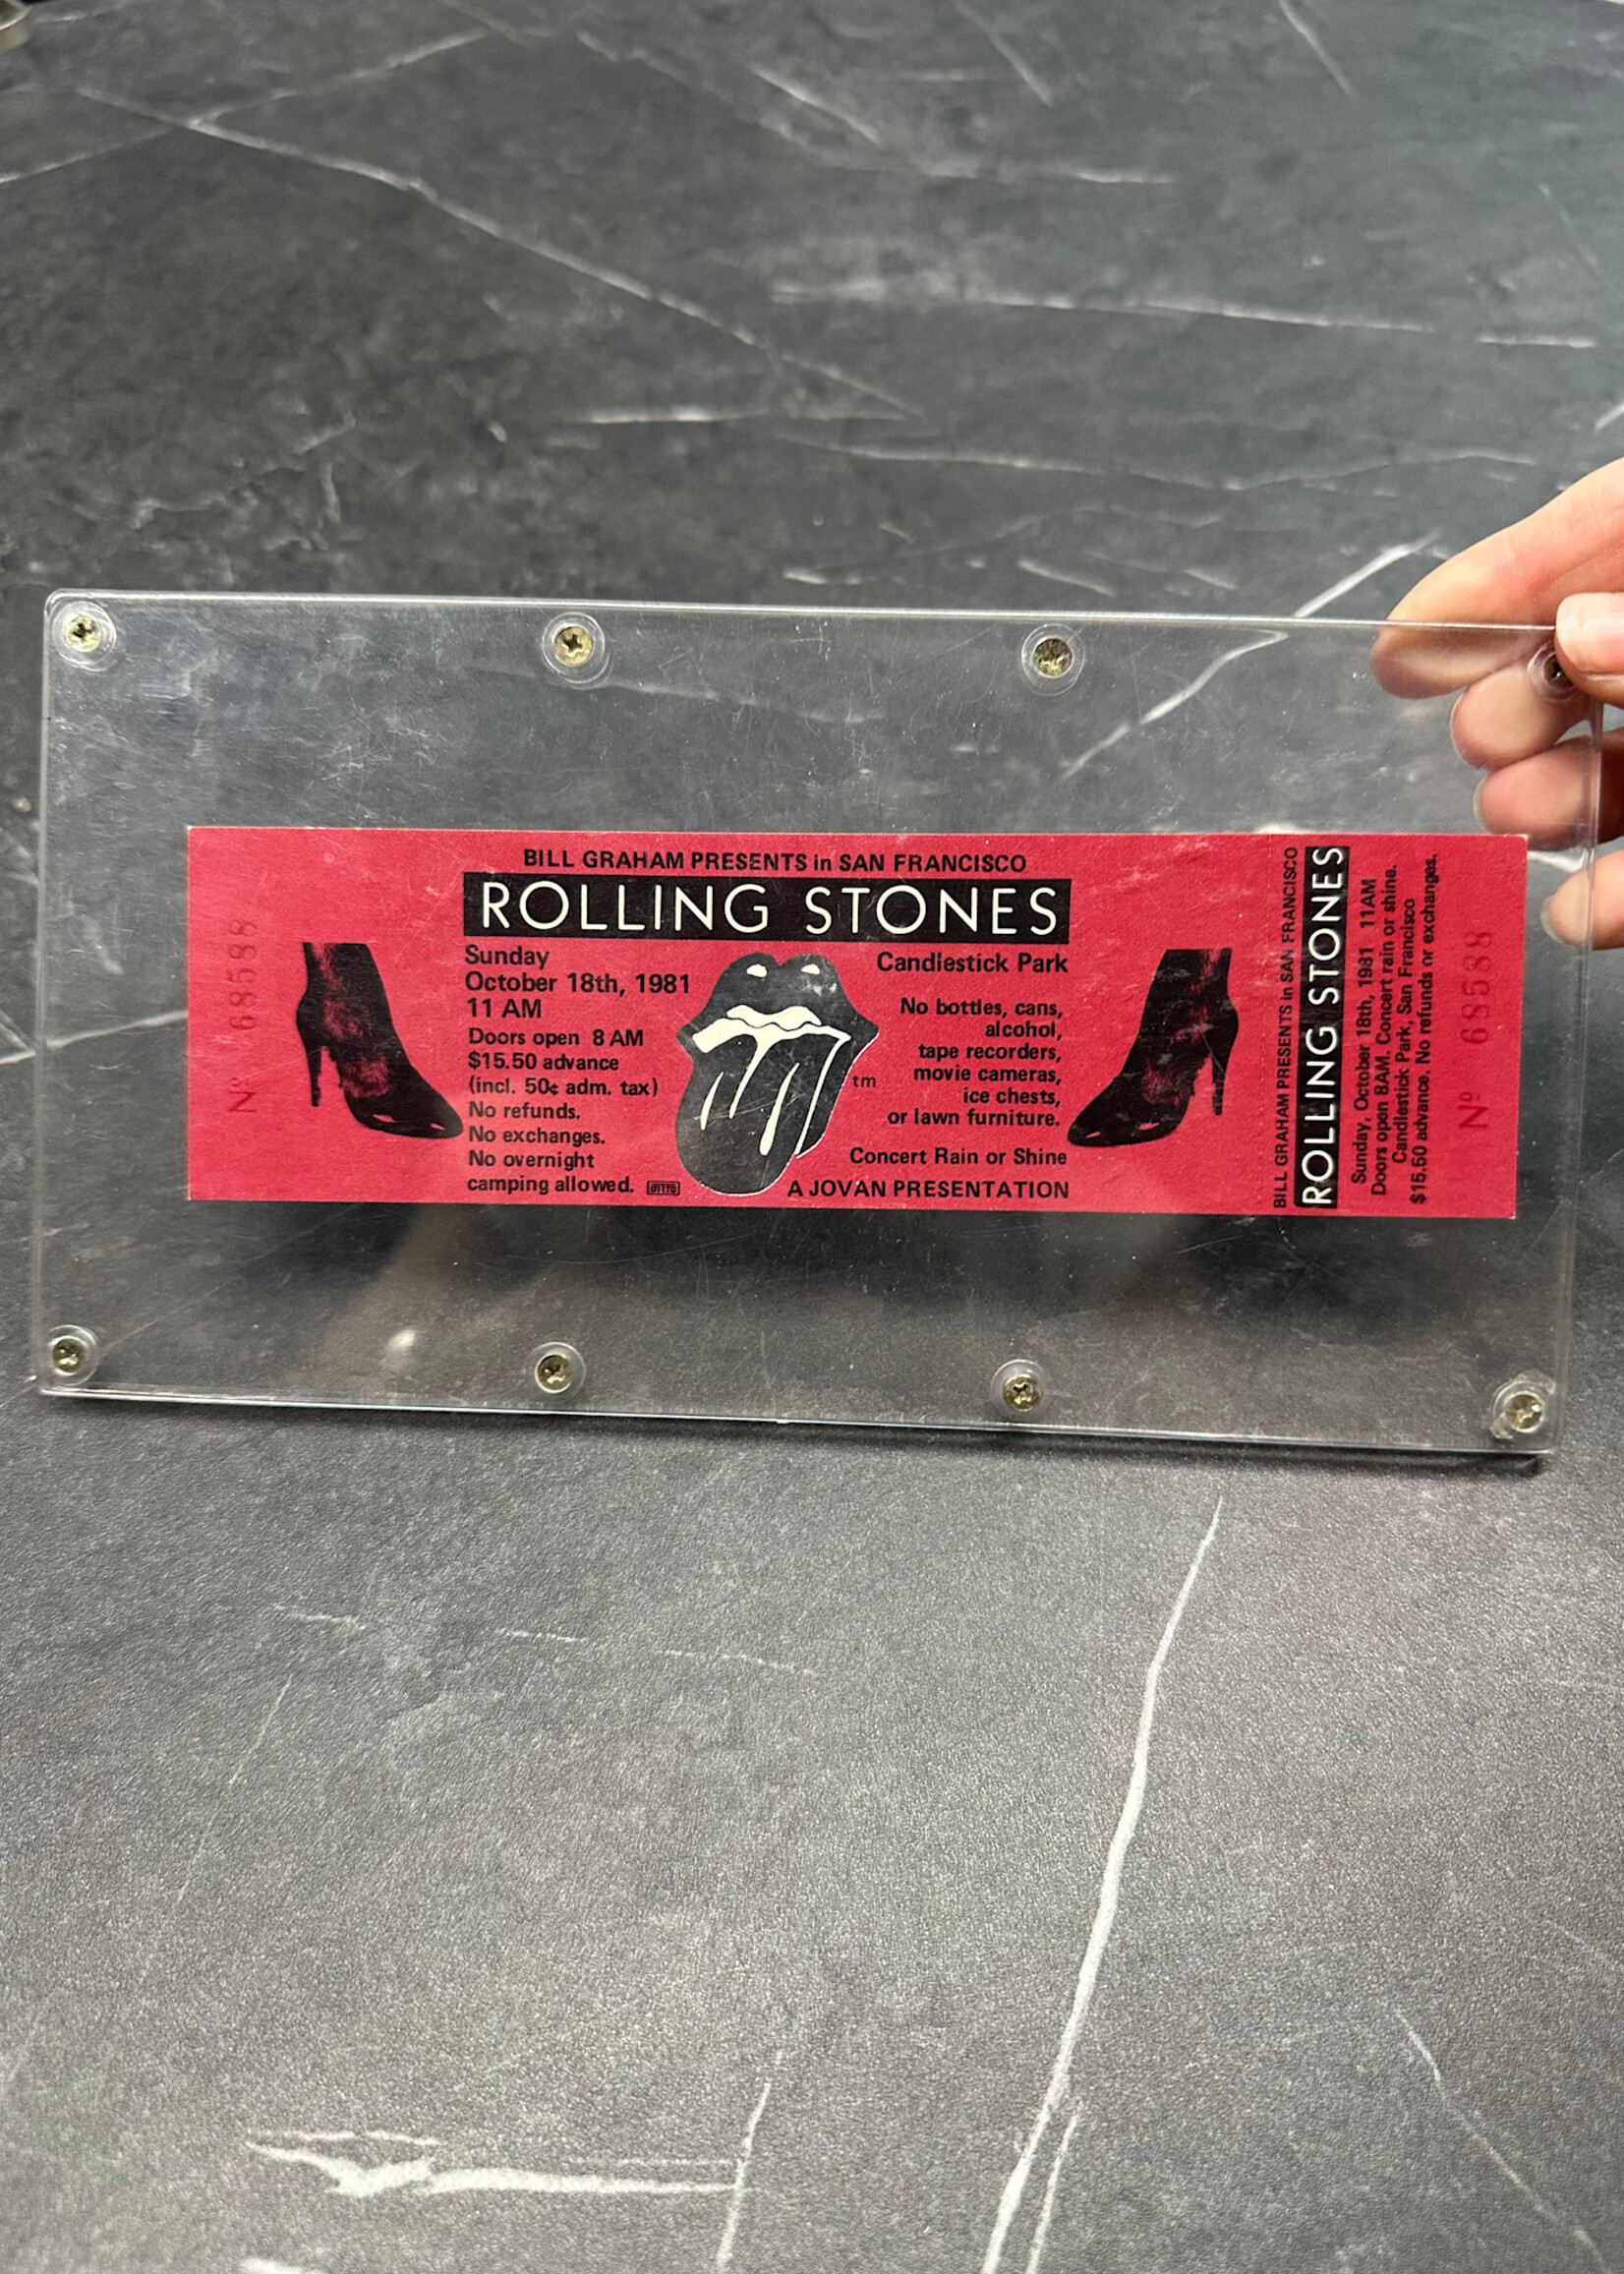 Nº 68588
BILL GRAHAM PRESENTS in SAN FRANCISCO
ROLLING STONES
Sunday
October 18th, 1981
11 AM
Doors open 8 AM
$15.50 advance
(incl. 50¢ adm. tax)
No refunds.
No exchanges.
No overnight
camping allowed.
tm
Candlestick Park
No bottles, cans,
alcohol,
tape recorders,
movie cameras,
ice chests,
or lawn furniture.
Concert Rain or Shine
A JOVAN PRESENTATION
BILL GRAHAM PRESENTS in SAN FRANCISCO
ROLLING STONES
Sunday, October 18th, 1981 11AM
Doors open 8AM. Concert rain or shine.
Candlestick Park, San Francisco
$15.50 advance. No refunds or exchanges.
Nº 68588